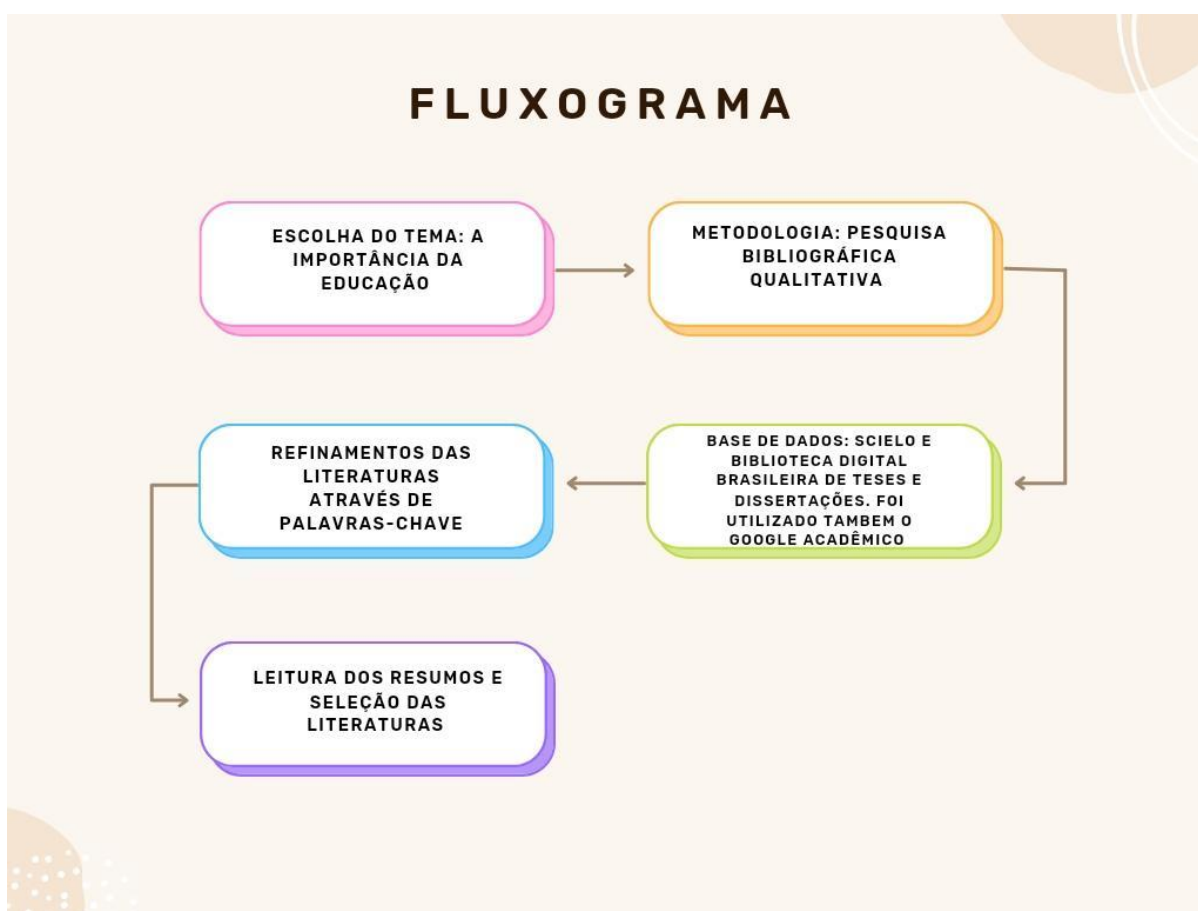 FLUXOGRAMA
ESCOLHA DO TEMA: A
IMPORTÂNCIA DA
EDUCAÇÃO
METODOLOGIA: PESQUISA
BIBLIOGRÁFICA
QUALITATIVA
BASE DE DADOS: SCIELO E
BIBLIOTECA DIGITAL
BRASILEIRA DE TESES E
DISSERTAÇÕES. FOI
UTILIZADO TAMBEM O
GOOGLE ACADÊMICO
REFINAMENTOS DAS
LITERATURAS
ATRAVÉS DE
PALAVRAS-CHAVE
LEITURA DOS RESUMOS E
SELEÇÃO DAS
LITERATURAS